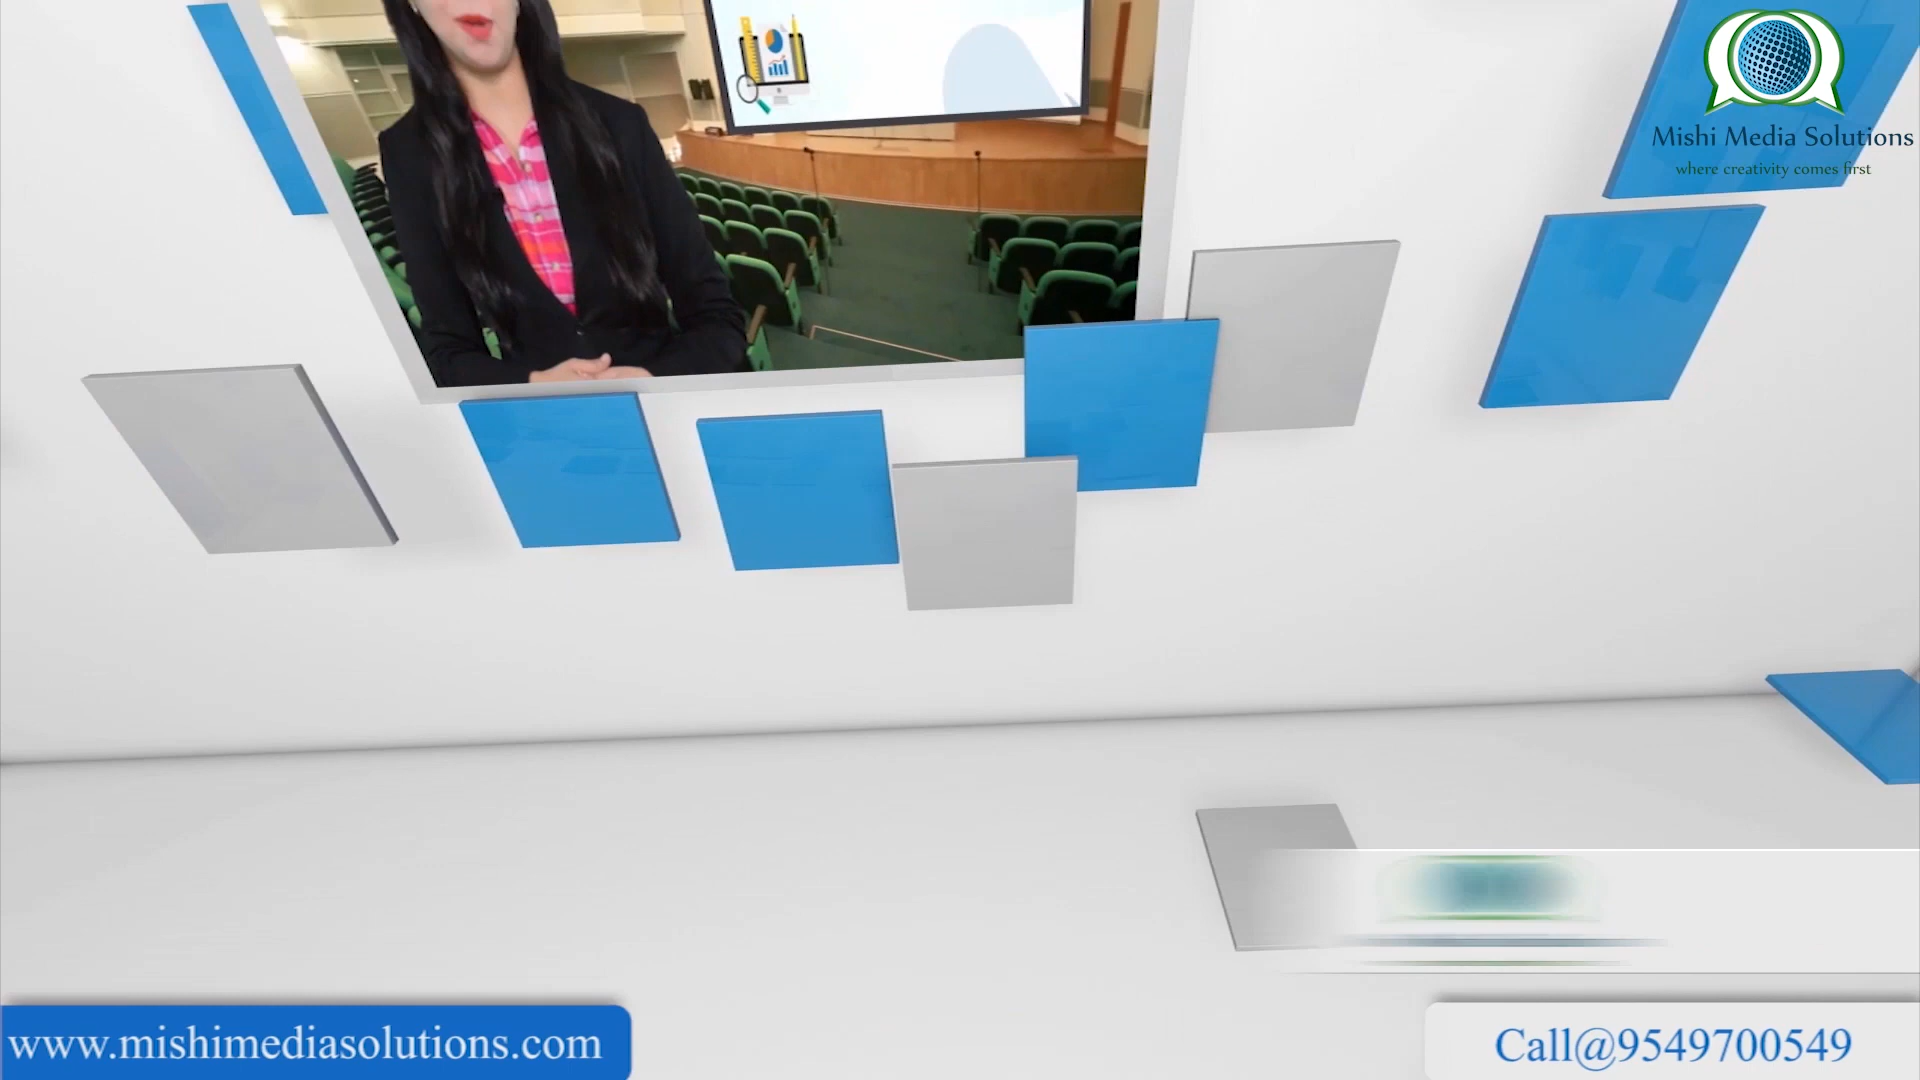 Mishi Media Solutions
where creativity comes first
www.mishimediasolutions.com
Call@9549700549